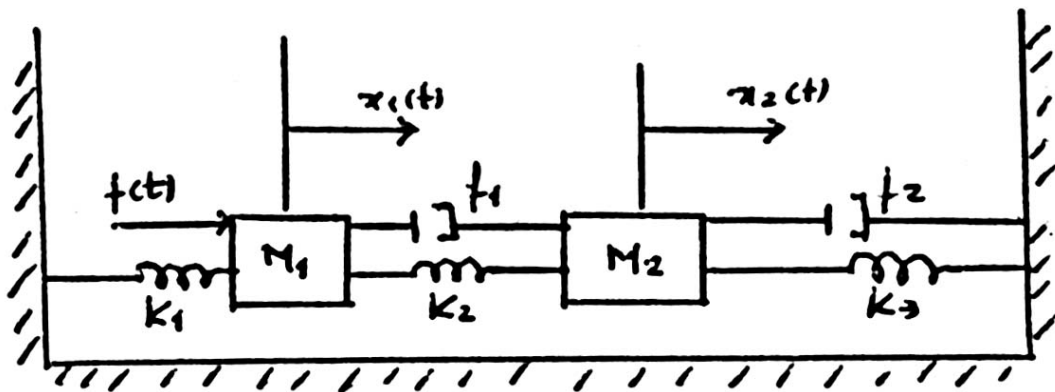 x₁(t) x₂(t)
f(t) f₁ f₂
M₁ M₂
K₁ K₂ K₃